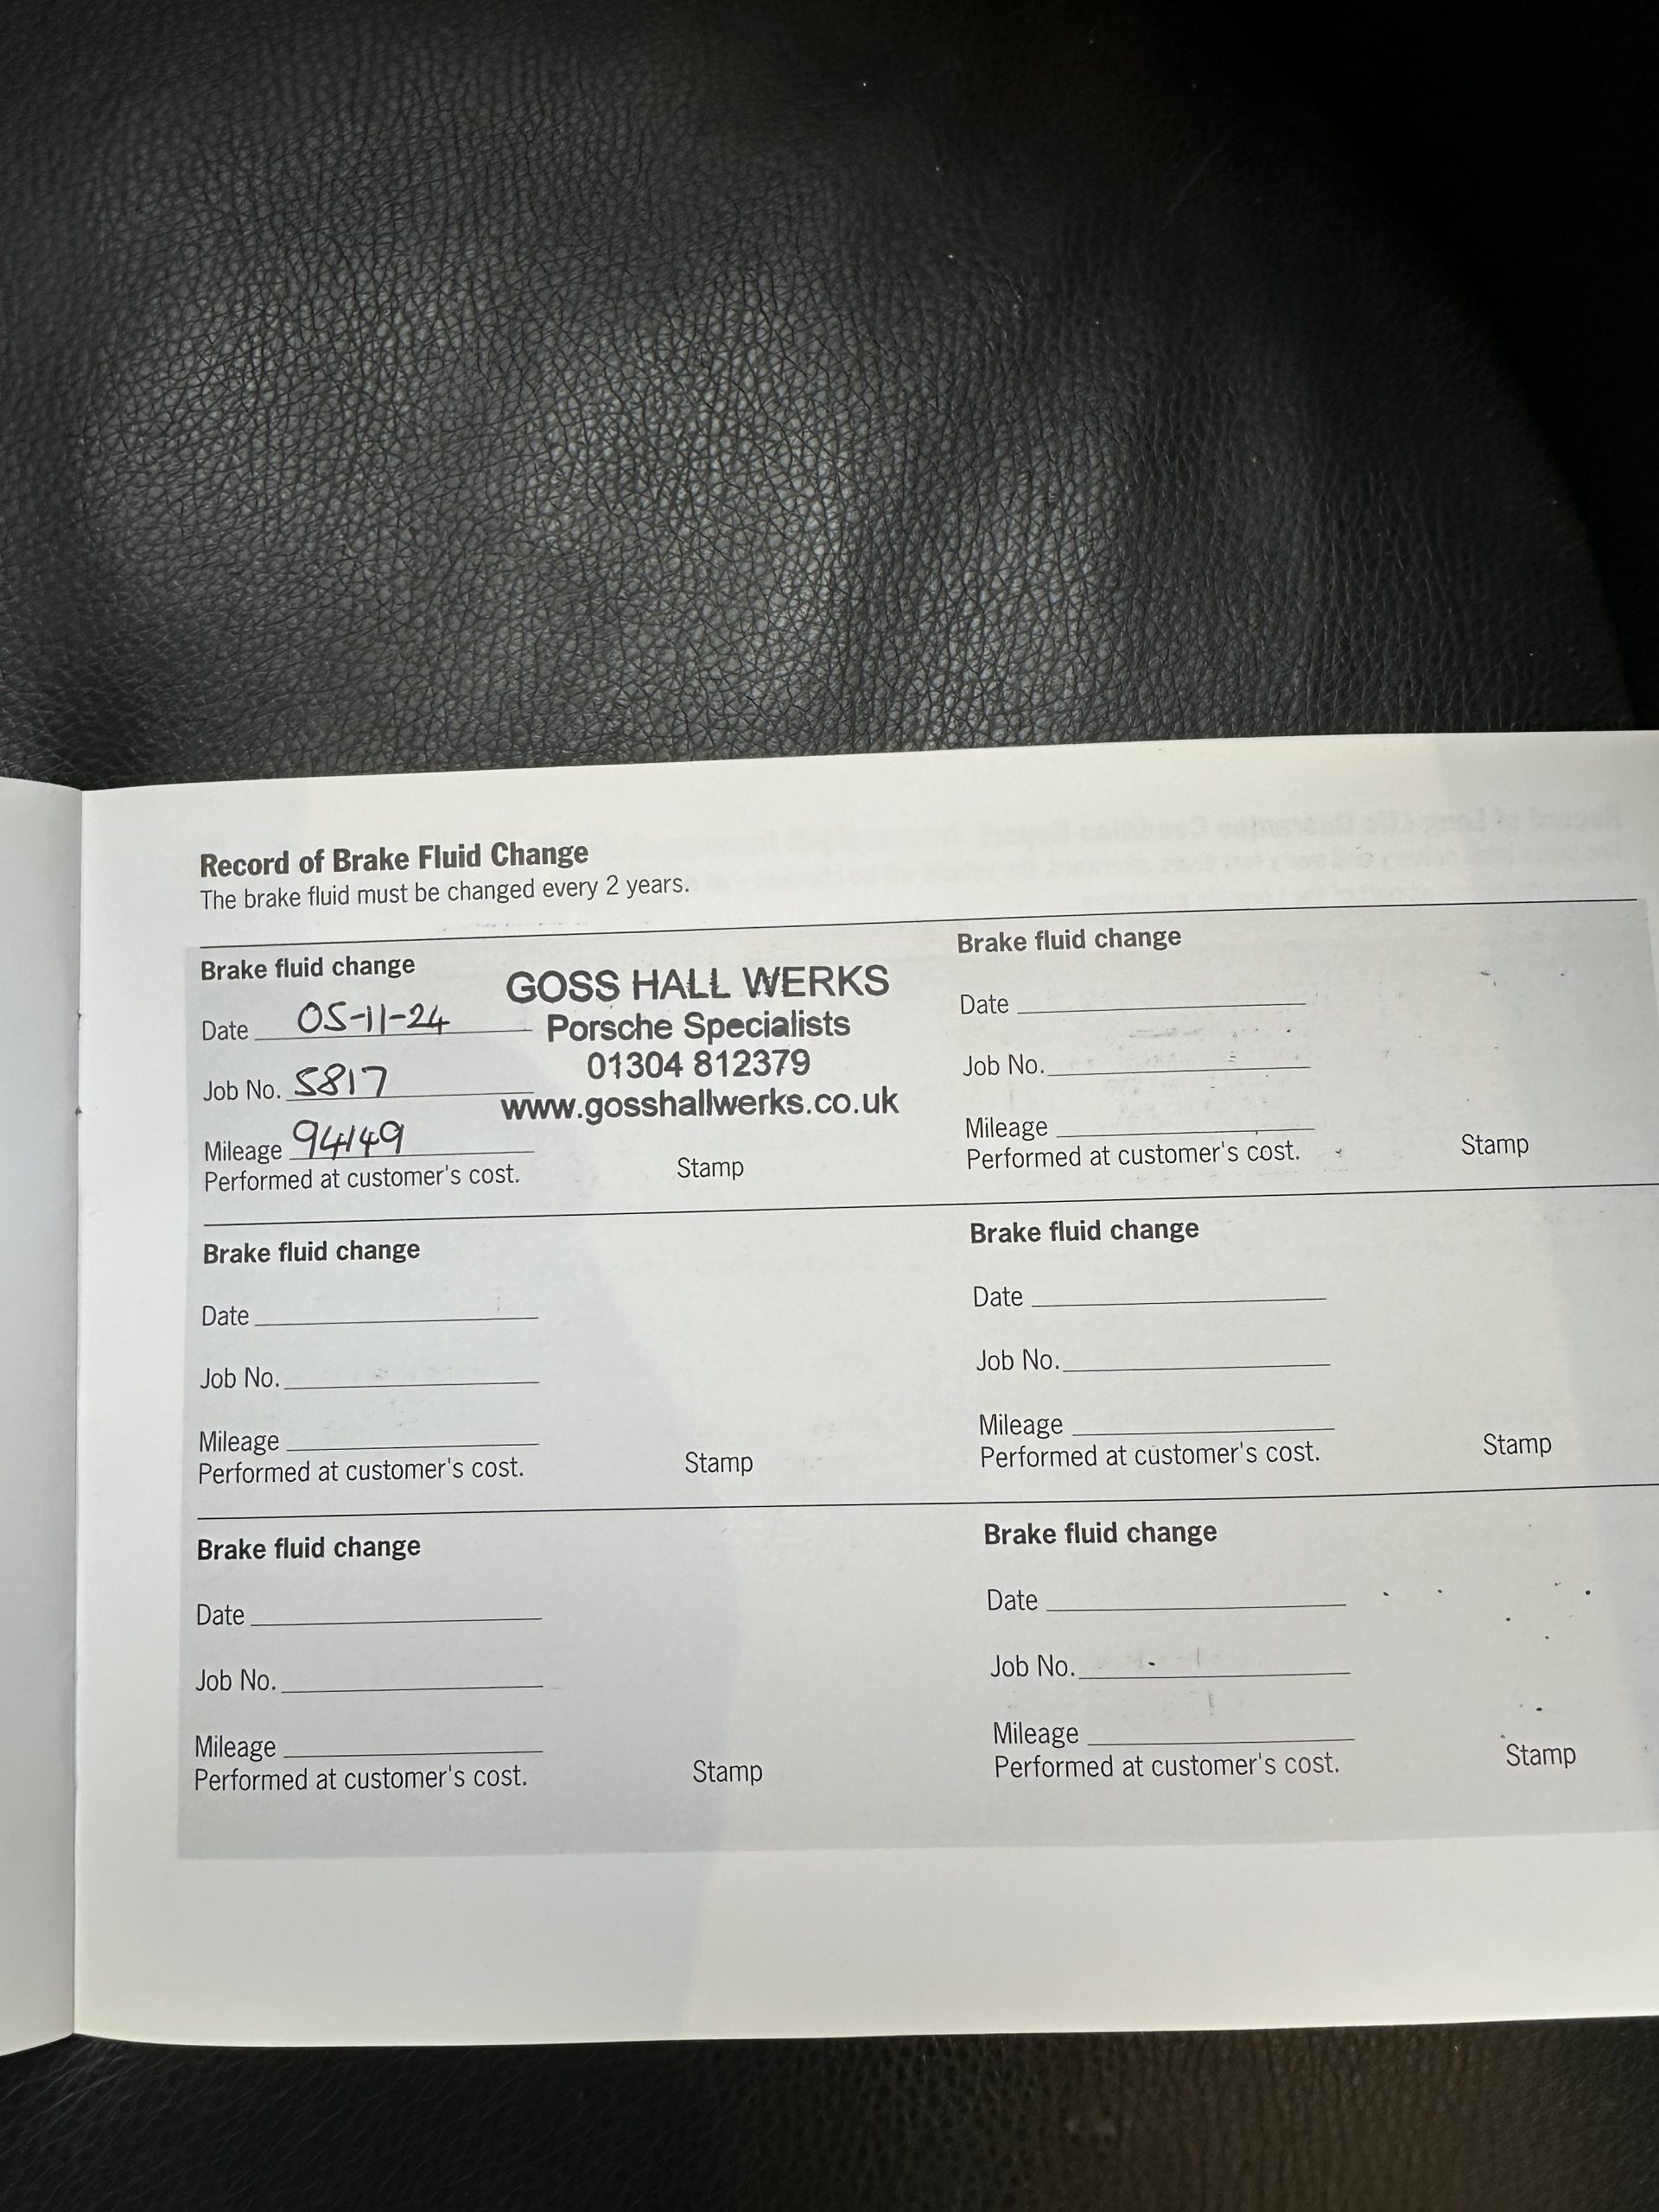 Record of Brake Fluid Change
The brake fluid must be changed every 2 years.
Brake fluid change
Date 05-11-24
Job No. 5817
Mileage 94149
Performed at customer's cost.
GOSS HALL WERKS
Porsche Specialists
01304 812379
www.gosshallwerks.co.uk
Stamp
Brake fluid change
Date
Job No.
Mileage
Performed at customer's cost.
Stamp
Brake fluid change
Date
Job No.
Mileage
Performed at customer's cost.
Stamp
Brake fluid change
Date
Job No.
Mileage
Performed at customer's cost.
Stamp
Brake fluid change
Date
Job No.
Mileage
Performed at customer's cost.
Stamp
Brake fluid change
Date
Job No.
Mileage
Performed at customer's cost.
Stamp